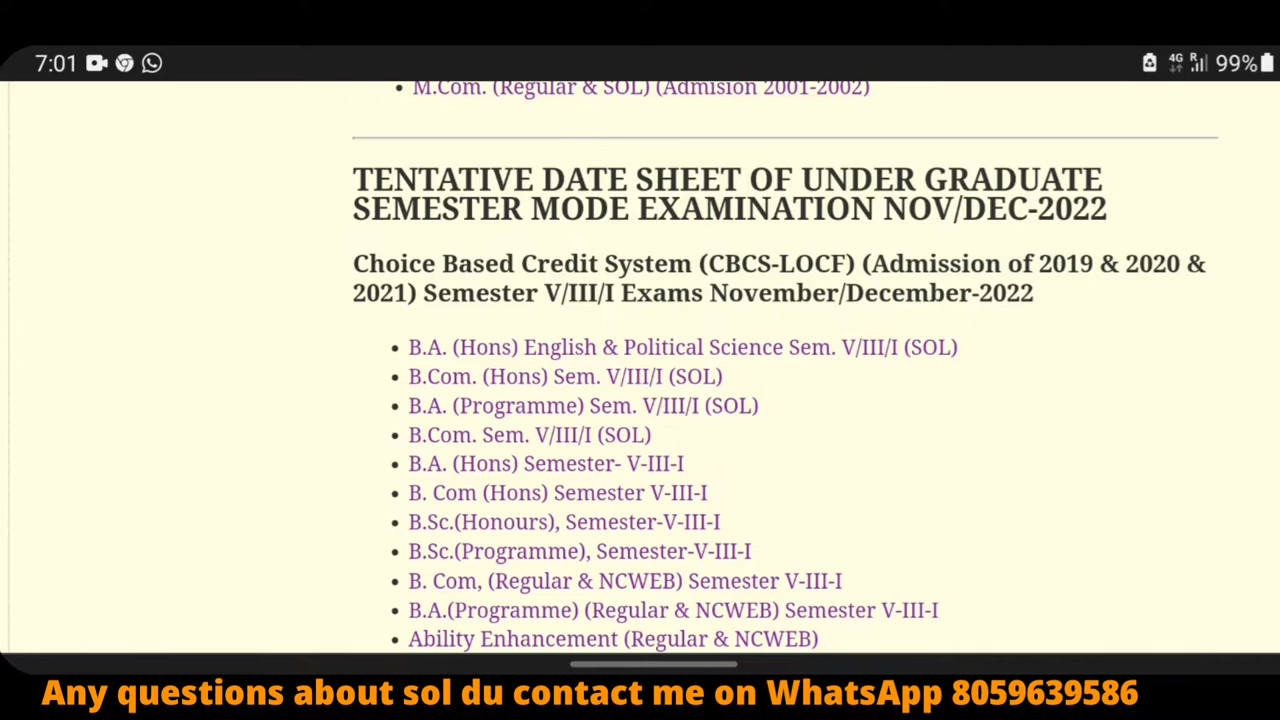 7:01
4G R 99%
M.Com. (Regular & SOL) (Admision 2001-2002)
TENTATIVE DATE SHEET OF UNDER GRADUATE
SEMESTER MODE EXAMINATION NOV/DEC-2022
Choice Based Credit System (CBCS-LOCF) (Admission of 2019 & 2020 &
2021) Semester V/III/I Exams November/December-2022
B.A. (Hons) English & Political Science Sem. V/III/I (SOL)
B.Com. (Hons) Sem. V/III/I (SOL)
B.A. (Programme) Sem. V/III/I (SOL)
B.Com. Sem. V/III/I (SOL)
B.A. (Hons) Semester- V-III-I
B. Com (Hons) Semester V-III-I
B.Sc.(Honours), Semester-V-III-I
B.Sc.(Programme), Semester-V-III-I
B. Com, (Regular & NCWEB) Semester V-III-I
B.A.(Programme) (Regular & NCWEB) Semester V-III-I
Ability Enhancement (Regular & NCWEB)
Any questions about sol du contact me on WhatsApp 8059639586